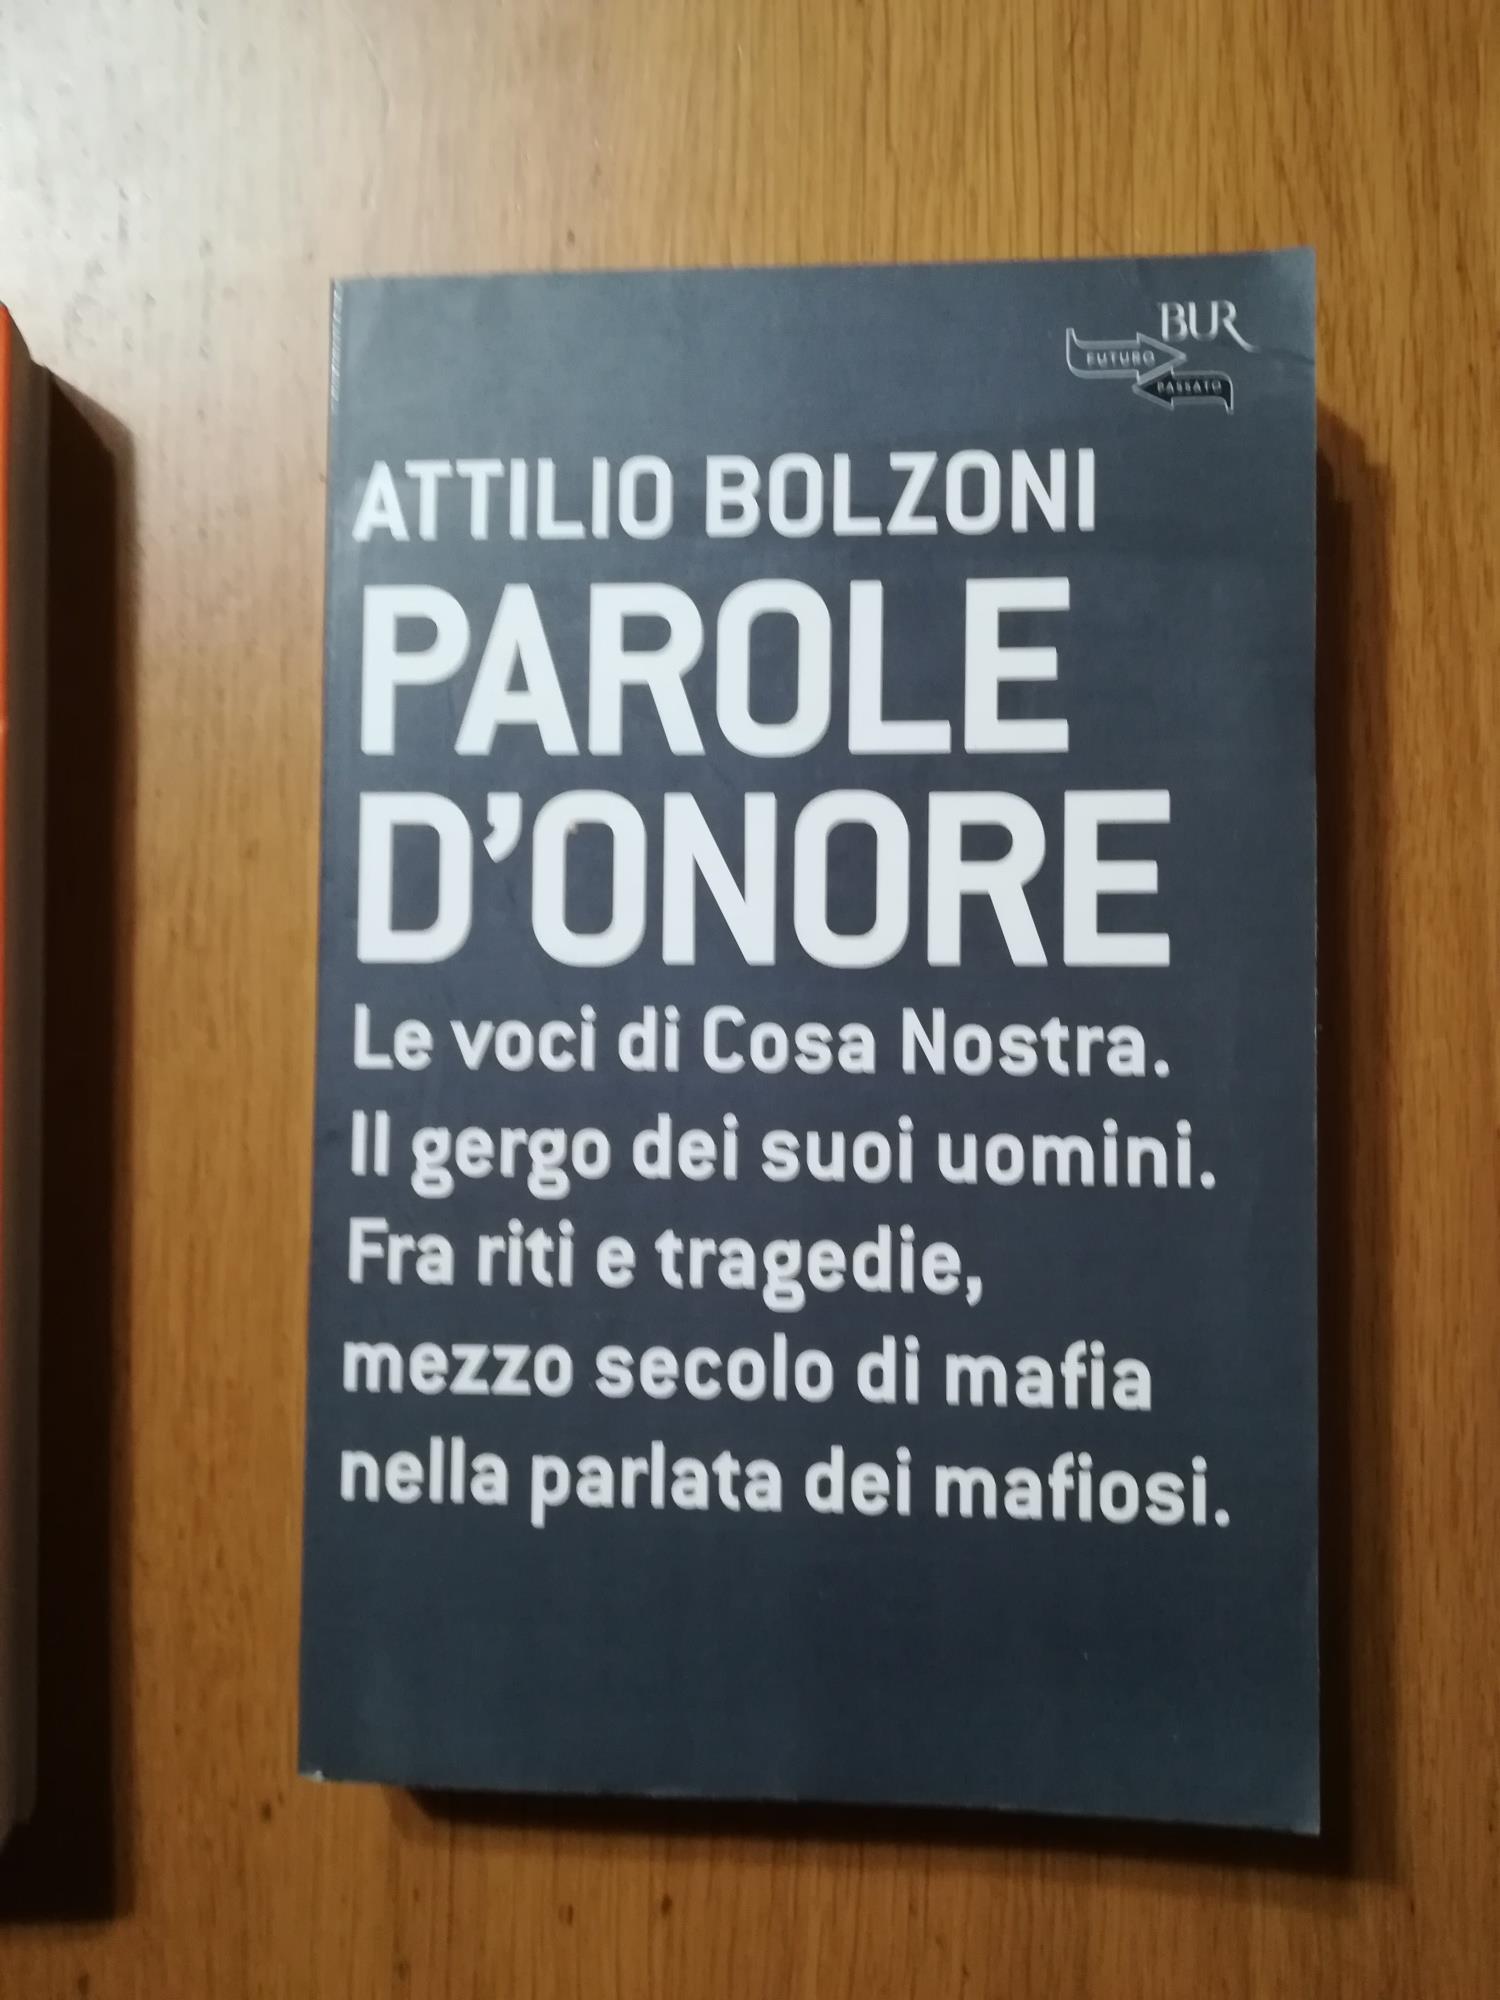 BUR
FUTURO
PASSATO
ATTILIO BOLZONI
PAROLE
D'ONORE
Le voci di Cosa Nostra.
Il gergo dei suoi uomini.
Fra riti e tragedie,
mezzo secolo di mafia
nella parlata dei mafiosi.